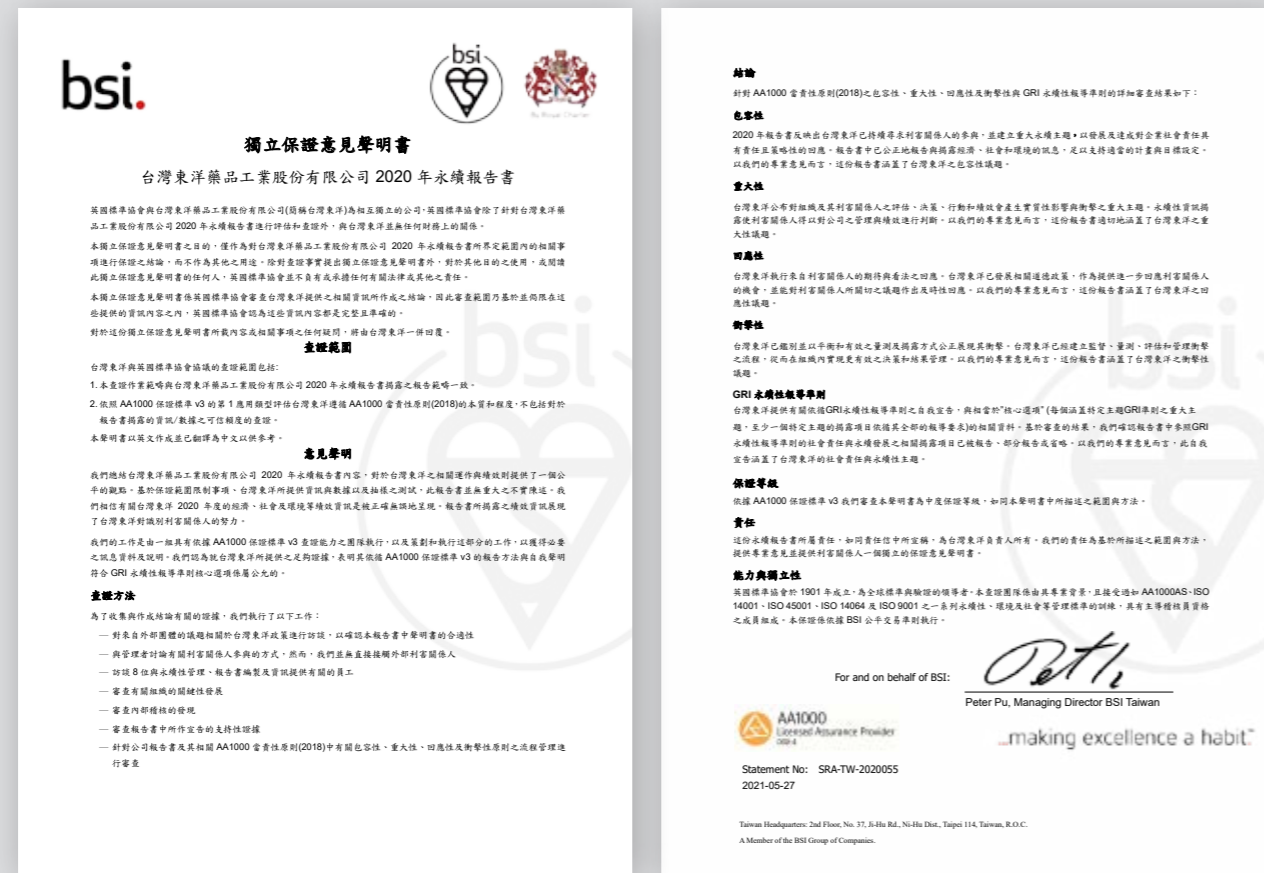 bsi.
bsi
By Royal Charter
獨立保證意見聲明書
台灣東洋藥品工業股份有限公司 2020 年永續報告書
英國標準協會與台灣東洋藥品工業股份有限公司(簡稱台灣東洋)為相互獨立的公司,英國標準協會除了針對台灣東洋藥
品工業股份有限公司 2020 年永續報告書進行評估和查證外,與台灣東洋並無任何財務上的關係。
本獨立保證意見聲明書之目的,僅作為對台灣東洋藥品工業股份有限公司 2020 年永續報告書所界定範圍內的相關事
項進行保證之結論,而不作為其他之用途。除對查證事實提出獨立保證意見聲明書外,對於其他目的之使用,或閱讀
此獨立保證意見聲明書的任何人,英國標準協會並不負有或承擔任何有關法律或其他之責任。
本獨立保證意見聲明書係英國標準協會審查台灣東洋提供之相關資訊所作成之結論,因此審查範圍乃基於並侷限在這
些提供的資訊內容之內,英國標準協會認為這些資訊內容都是完整且準確的。
對於這份獨立保證意見聲明書所載內容或相關事項之任何疑問,將由台灣東洋一併回覆。
查證範圍
台灣東洋與英國標準協會協議的查證範圍包括:
1. 本查證作業範疇與台灣東洋藥品工業股份有限公司 2020 年永續報告書揭露之報告範疇一致。
2. 依照 AA1000 保證標準 v3 的第 1 應用類型評估台灣東洋遵循 AA1000 當責性原則(2018)的本質和程度,不包括對於
報告書揭露的資訊/數據之可信賴度的查證。
本聲明書以英文作成並已翻譯為中文以供參考。
意見聲明
我們總結台灣東洋藥品工業股份有限公司 2020 年永續報告書內容,對於台灣東洋之相關運作與績效則提供了一個公
平的觀點。基於保證範圍限制事項、台灣東洋所提供資訊與數據以及抽樣之測試,此報告書並無重大之不實陳述。我
們相信有關台灣東洋 2020 年度的經濟、社會及環境等績效資訊是被正確無誤地呈現。報告書所揭露之績效資訊展現
了台灣東洋對識別利害關係人的努力。
我們的工作是由一組具有依據 AA1000 保證標準 v3 查證能力之團隊執行,以及策劃和執行這部分的工作,以獲得必要
之訊息資料及說明。我們認為就台灣東洋所提供之足夠證據,表明其依循 AA1000 保證標準 v3 的報告方法與自我聲明
符合 GRI 永續性報導準則核心選項係屬公允的。
查證方法
為了收集與作成結論有關的證據,我們執行了以下工作:
— 對來自外部團體的議題相關於台灣東洋政策進行訪談,以確認本報告書中聲明書的合適性
— 與管理者討論有關利害關係人參與的方式,然而,我們並無直接接觸外部利害關係人
— 訪談 8 位與永續性管理、報告書編製及資訊提供有關的員工
— 審查有關組織的關鍵性發展
— 審查內部稽核的發現
— 審查報告書中所作宣告的支持性證據
— 針對公司報告書及其相關 AA1000 當責性原則(2018)中有關包容性、重大性、回應性及衝擊性原則之流程管理進
行審查
結論
針對 AA1000 當責性原則(2018)之包容性、重大性、回應性及衝擊性與 GRI 永續性報導準則的詳細審查結果如下:
包容性
2020 年報告書反映出台灣東洋已持續尋求利害關係人的參與,並建立重大永續主題,以發展及達成對企業社會責任具
有責任且策略性的回應。報告書中已公正地報告與揭露經濟、社會和環境的訊息,足以支持適當的計畫與目標設定。
以我們的專業意見而言,這份報告書涵蓋了台灣東洋之包容性議題。
重大性
台灣東洋公布對組織及其利害關係人之評估、決策、行動和績效會產生實質性影響與衝擊之重大主題。永續性資訊揭
露使利害關係人得以對公司之管理與績效進行判斷。以我們的專業意見而言,這份報告書適切地涵蓋了台灣東洋之重
大性議題。
回應性
台灣東洋執行來自利害關係人的期待與看法之回應。台灣東洋已發展相關道德政策,作為提供進一步回應利害關係人
的機會,並能對利害關係人所關切之議題作出及時性回應。以我們的專業意見而言,這份報告書涵蓋了台灣東洋之回
應性議題。
衝擊性
台灣東洋已鑑別並以平衡和有效之量測及揭露方式公正展現其衝擊。台灣東洋已經建立監督、量測、評估和管理衝擊
之流程,從而在組織內實現更有效之決策和結果管理。以我們的專業意見而言,這份報告書涵蓋了台灣東洋之衝擊性
議題。
GRI 永續性報導準則
台灣東洋提供有關依循GRI永續性報導準則之自我宣告,與相當於“核心選項”(每個涵蓋特定主題GRI準則之重大主
題,至少一個特定主題的揭露項目依循其全部的報導要求)的相關資料。基於審查的結果,我們確認報告書中參照GRI
永續性報導準則的社會責任與永續發展之相關揭露項目已被報告、部分報告或省略。以我們的專業意見而言,此自我
宣告涵蓋了台灣東洋的社會責任與永續性主題。
保證等級
依據 AA1000 保證標準 v3 我們審查本聲明書為中度保證等級,如同本聲明書中所描述之範圍與方法。
責任
這份永續報告書所屬責任,如同責任信中所宣稱,為台灣東洋負責人所有。我們的責任為基於所描述之範圍與方法,
提供專業意見並提供利害關係人一個獨立的保證意見聲明書。
能力與獨立性
英國標準協會於 1901 年成立,為全球標準與驗證的領導者。本查證團隊係由具專業背景,且接受過如 AA1000AS、ISO
14001、ISO 45001、ISO 14064 及 ISO 9001 之一系列永續性、環境及社會等管理標準的訓練,具有主導稽核員資格
之成員組成。本保證係依據 BSI 公平交易準則執行。
For and on behalf of BSI:
Peter Pu, Managing Director BSI Taiwan
AA1000
Licensed Assurance Provider
...making excellence a habit.™
Statement No: SRA-TW-2020055
2021-05-27
Taiwan Headquarters: 2nd Floor, No. 37, Ji-Hu Rd., Ni-Hu Dist., Taipei 114, Taiwan, R.O.C.
A Member of the BSI Group of Companies.